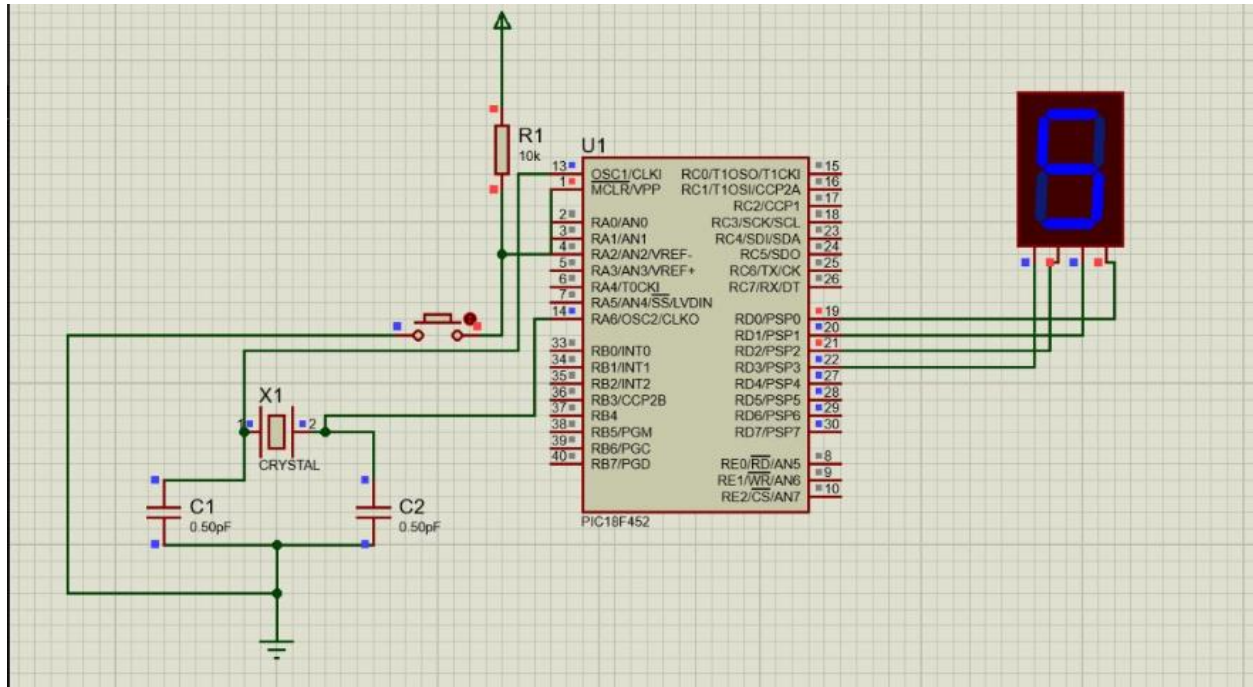 R1
10k
U1
13 OSC1/CLKI
1 MCLR/VPP
2 RA0/AN0
3 RA1/AN1
4 RA2/AN2/VREF-
5 RA3/AN3/VREF+
6 RA4/T0CKI
7 RA5/AN4/SS/LVDIN
14 RA6/OSC2/CLKO
33 RB0/INT0
34 RB1/INT1
35 RB2/INT2
36 RB3/CCP2B
37 RB4
38 RB5/PGM
39 RB6/PGC
40 RB7/PGD
RC0/T1OSO/T1CKI 15
RC1/T1OSI/CCP2A 16
RC2/CCP1 17
RC3/SCK/SCL 18
RC4/SDI/SDA 23
RC5/SDO 24
RC6/TX/CK 25
RC7/RX/DT 26
RD0/PSP0 19
RD1/PSP1 20
RD2/PSP2 21
RD3/PSP3 22
RD4/PSP4 27
RD5/PSP5 28
RD6/PSP6 29
RD7/PSP7 30
RE0/RD/AN5 8
RE1/WR/AN6 9
RE2/CS/AN7 10
PIC18F452
5
X1
1 2
CRYSTAL
C1
0.50pF
C2
0.50pF